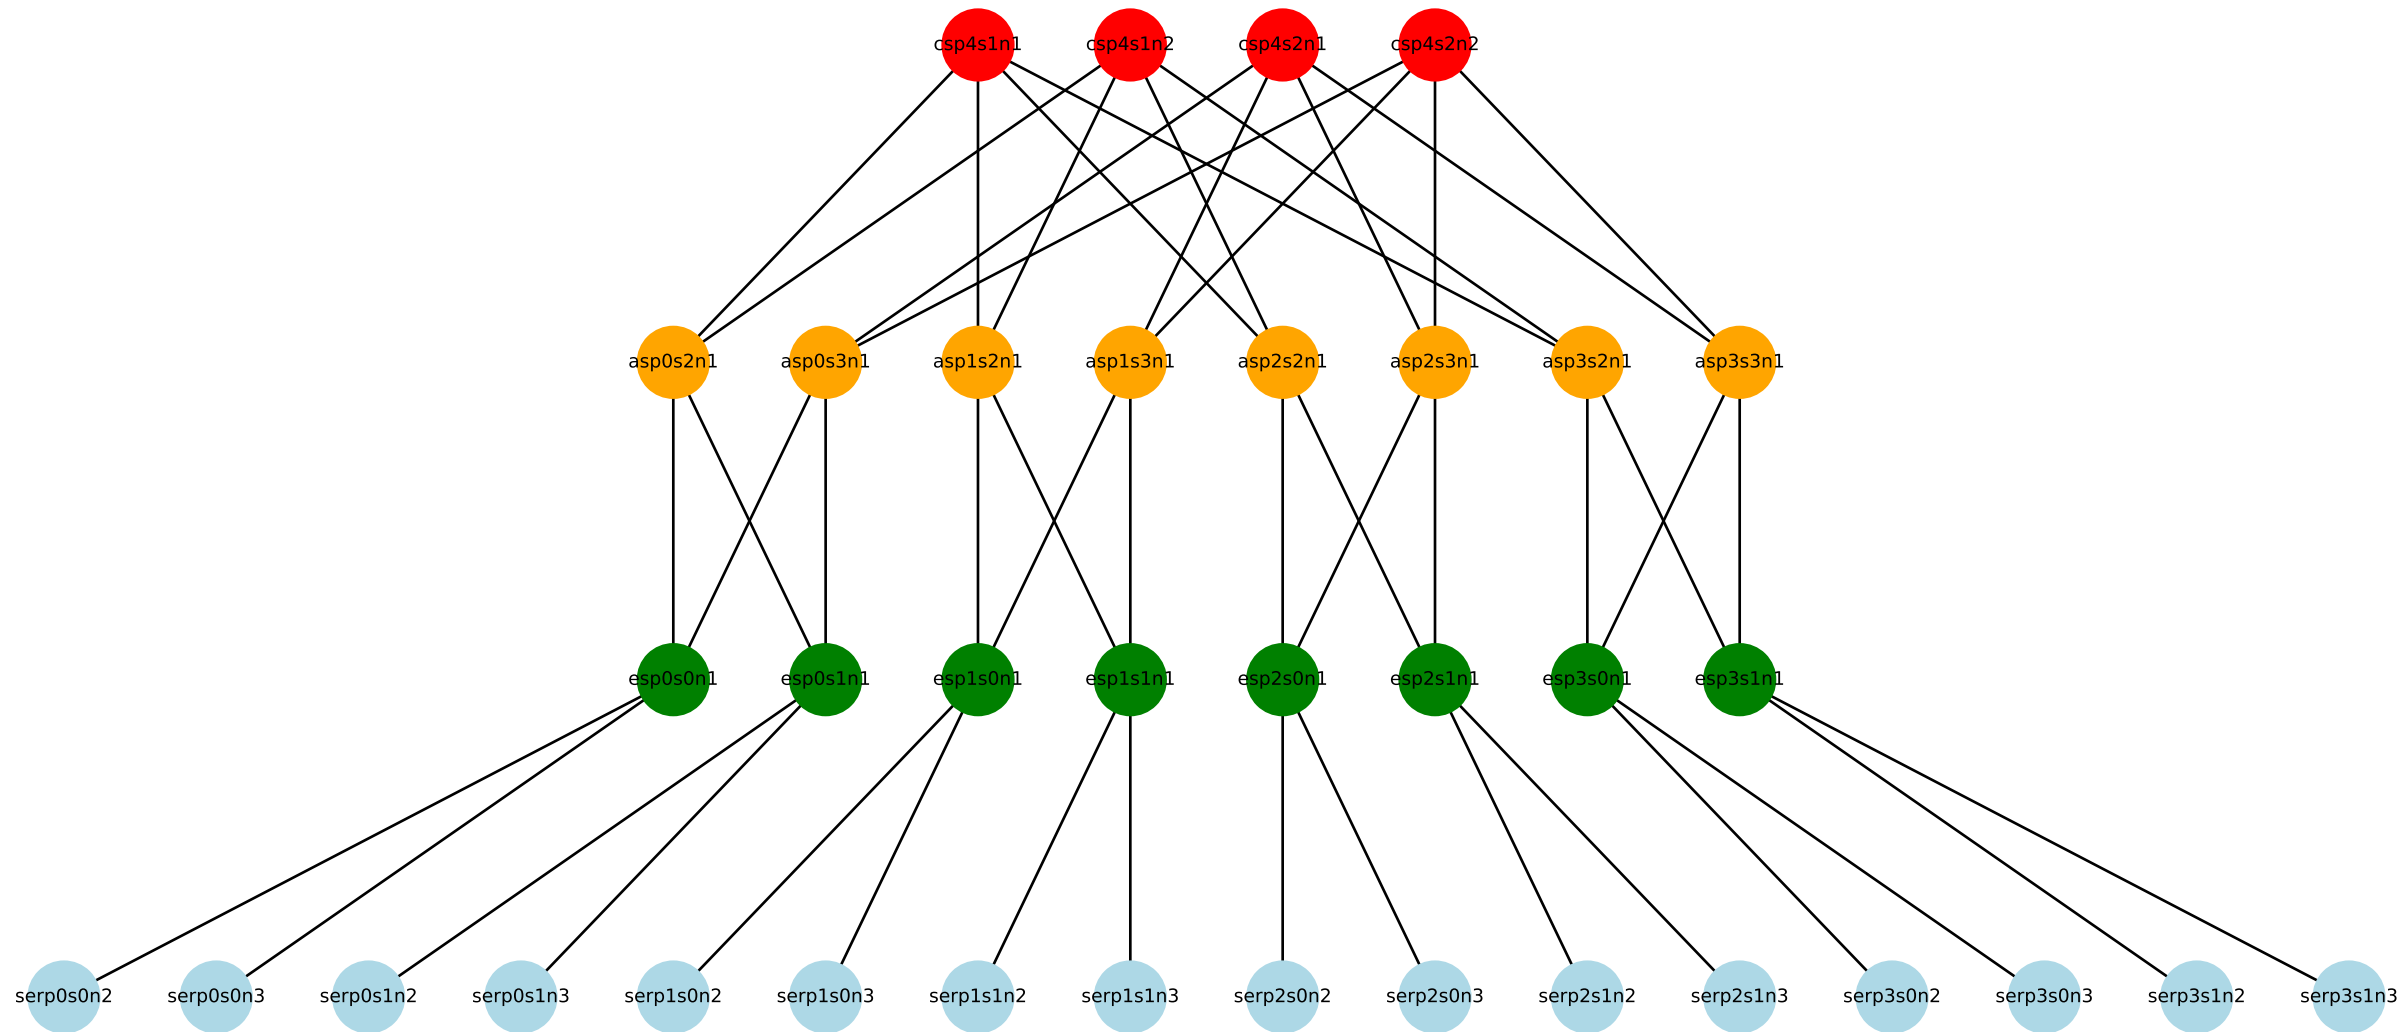 csp4s1n1 csp4s1n2 csp4s2n1 csp4s2n2
asp0s2n1 asp0s3n1 asp1s2n1 asp1s3n1 asp2s2n1 asp2s3n1 asp3s2n1 asp3s3n1
esp0s0n1 esp0s1n1 esp1s0n1 esp1s1n1 esp2s0n1 esp2s1n1 esp3s0n1 esp3s1n1
serp0s0n2 serp0s0n3 serp0s1n2 serp0s1n3 serp1s0n2 serp1s0n3 serp1s1n2 serp1s1n3 serp2s0n2 serp2s0n3 serp2s1n2 serp2s1n3 serp3s0n2 serp3s0n3 serp3s1n2 serp3s1n3